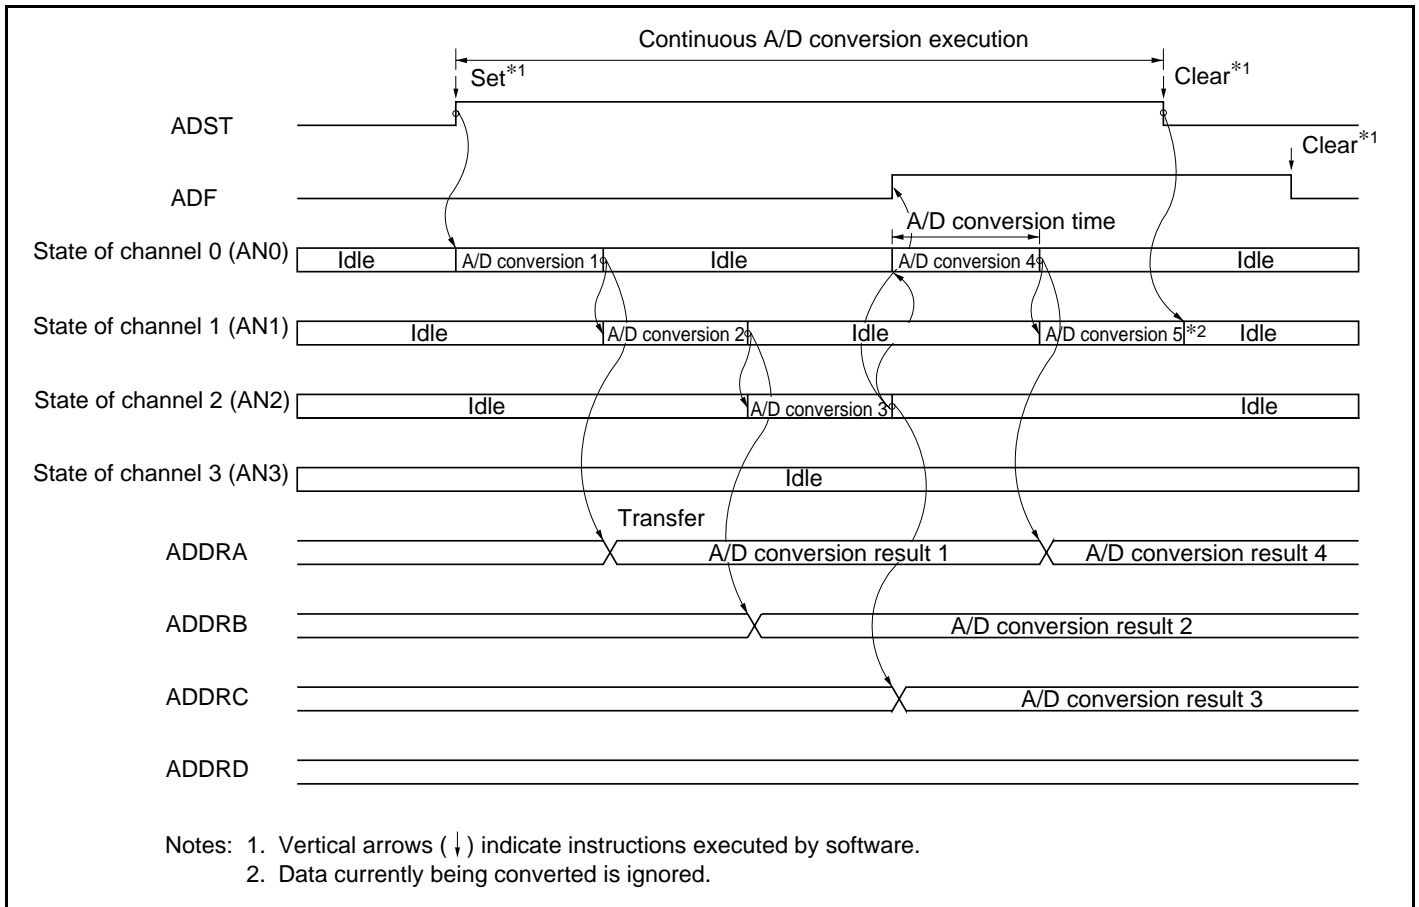 Continuous A/D conversion execution
Set*1
Clear*1
ADST
Clear*1
ADF
A/D conversion time
State of channel 0 (AN0)
Idle
A/D conversion 1
Idle
A/D conversion 4
Idle
State of channel 1 (AN1)
Idle
A/D conversion 2
Idle
A/D conversion 5
*2
Idle
State of channel 2 (AN2)
Idle
A/D conversion 3
Idle
State of channel 3 (AN3)
Idle
Transfer
ADDRA
A/D conversion result 1
A/D conversion result 4
ADDRB
A/D conversion result 2
ADDRC
A/D conversion result 3
ADDRD
Notes: 1. Vertical arrows (↓) indicate instructions executed by software.
2. Data currently being converted is ignored.